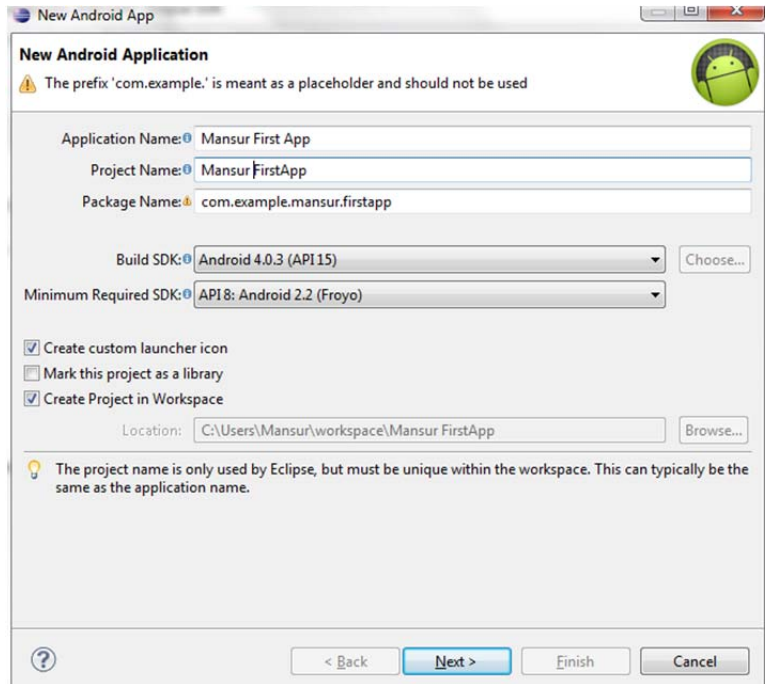 New Android App
New Android Application
The prefix 'com.example.' is meant as a placeholder and should not be used
Application Name: Mansur First App
Project Name: Mansur FirstApp
Package Name: com.example.mansur.firstapp
Build SDK: Android 4.0.3 (API 15) Choose...
Minimum Required SDK: API 8: Android 2.2 (Froyo)
Create custom launcher icon
Mark this project as a library
Create Project in Workspace
Location: C:\Users\Mansur\workspace\Mansur FirstApp Browse...
The project name is only used by Eclipse, but must be unique within the workspace. This can typically be the
same as the application name.
< Back Next > Finish Cancel